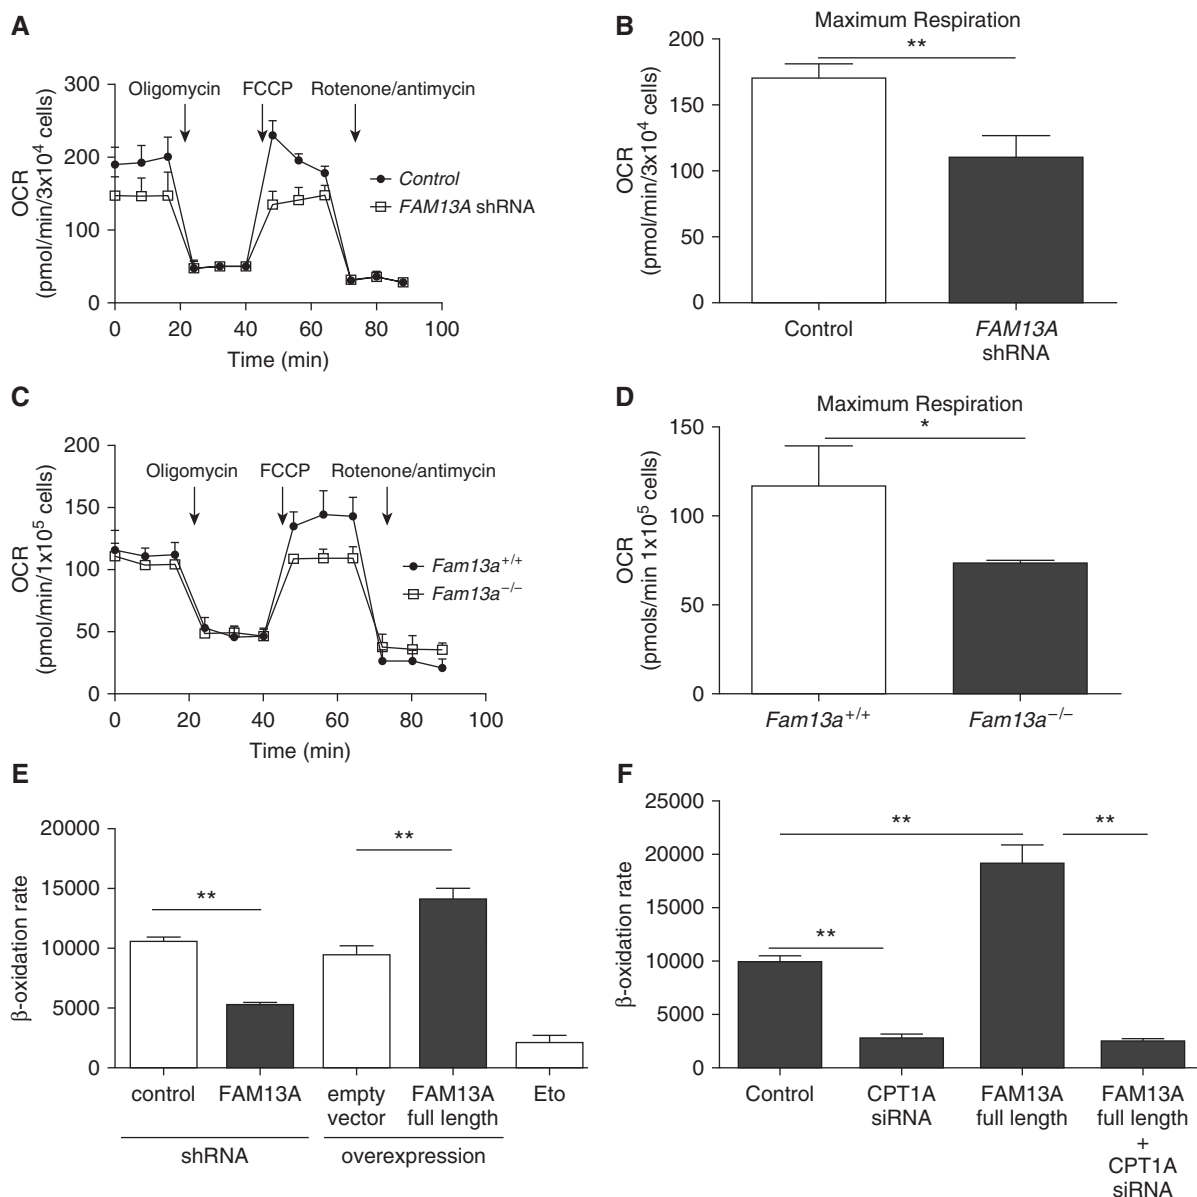 A
300
200
100
0
OCR
(pmol/min/3x10⁴ cells)
Oligomycin
FCCP
Rotenone/antimycin
Control
FAM13A shRNA
0 20 40 60 80 100
Time (min)
B
Maximum Respiration
**
200
150
100
50
0
OCR
(pmol/min/3x10⁴ cells)
Control
FAM13A
shRNA
C
200
150
100
50
0
OCR
(pmol/min/1x10⁵ cells)
Oligomycin
FCCP
Rotenone/antimycin
Fam13a⁺/⁺
Fam13a⁻/⁻
0 20 40 60 80 100
Time (min)
D
Maximum Respiration
*
150
100
50
0
OCR
(pmols/min 1x10⁵ cells)
Fam13a⁺/⁺
Fam13a⁻/⁻
E
20000
15000
10000
5000
0
β-oxidation rate
**
**
control
FAM13A
empty
vector
FAM13A
full length
Eto
shRNA
overexpression
F
25000
20000
15000
10000
5000
0
β-oxidation rate
**
**
**
Control
CPT1A
siRNA
FAM13A
full length
FAM13A
full length
+
CPT1A
siRNA